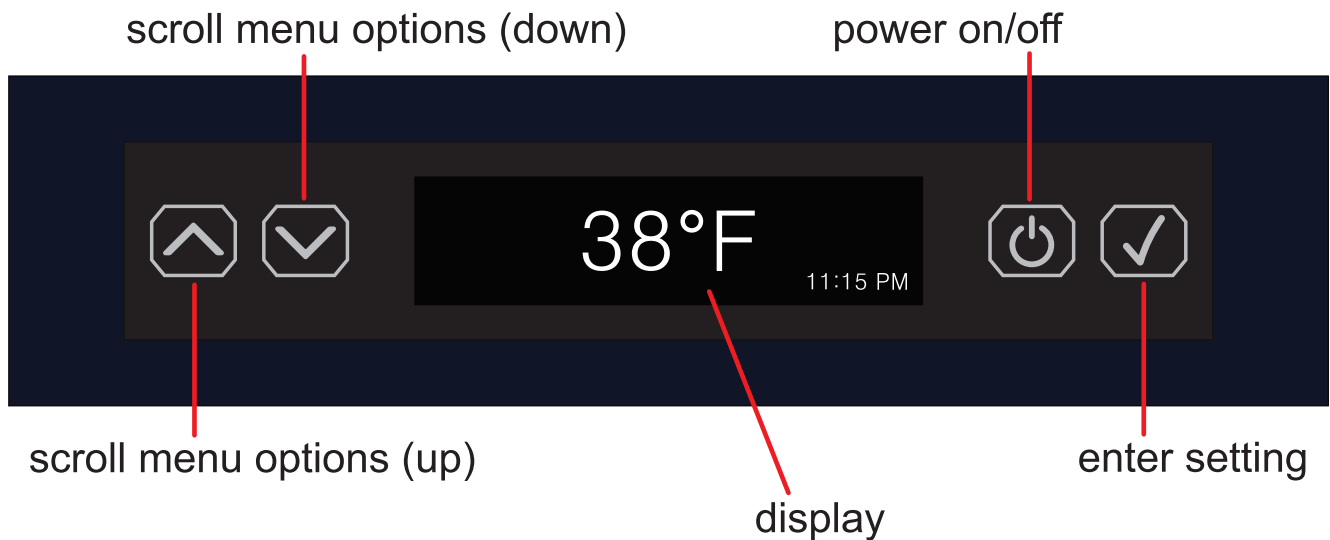 scroll menu options (down)
power on/off
38°F
11:15 PM
scroll menu options (up)
enter setting
display